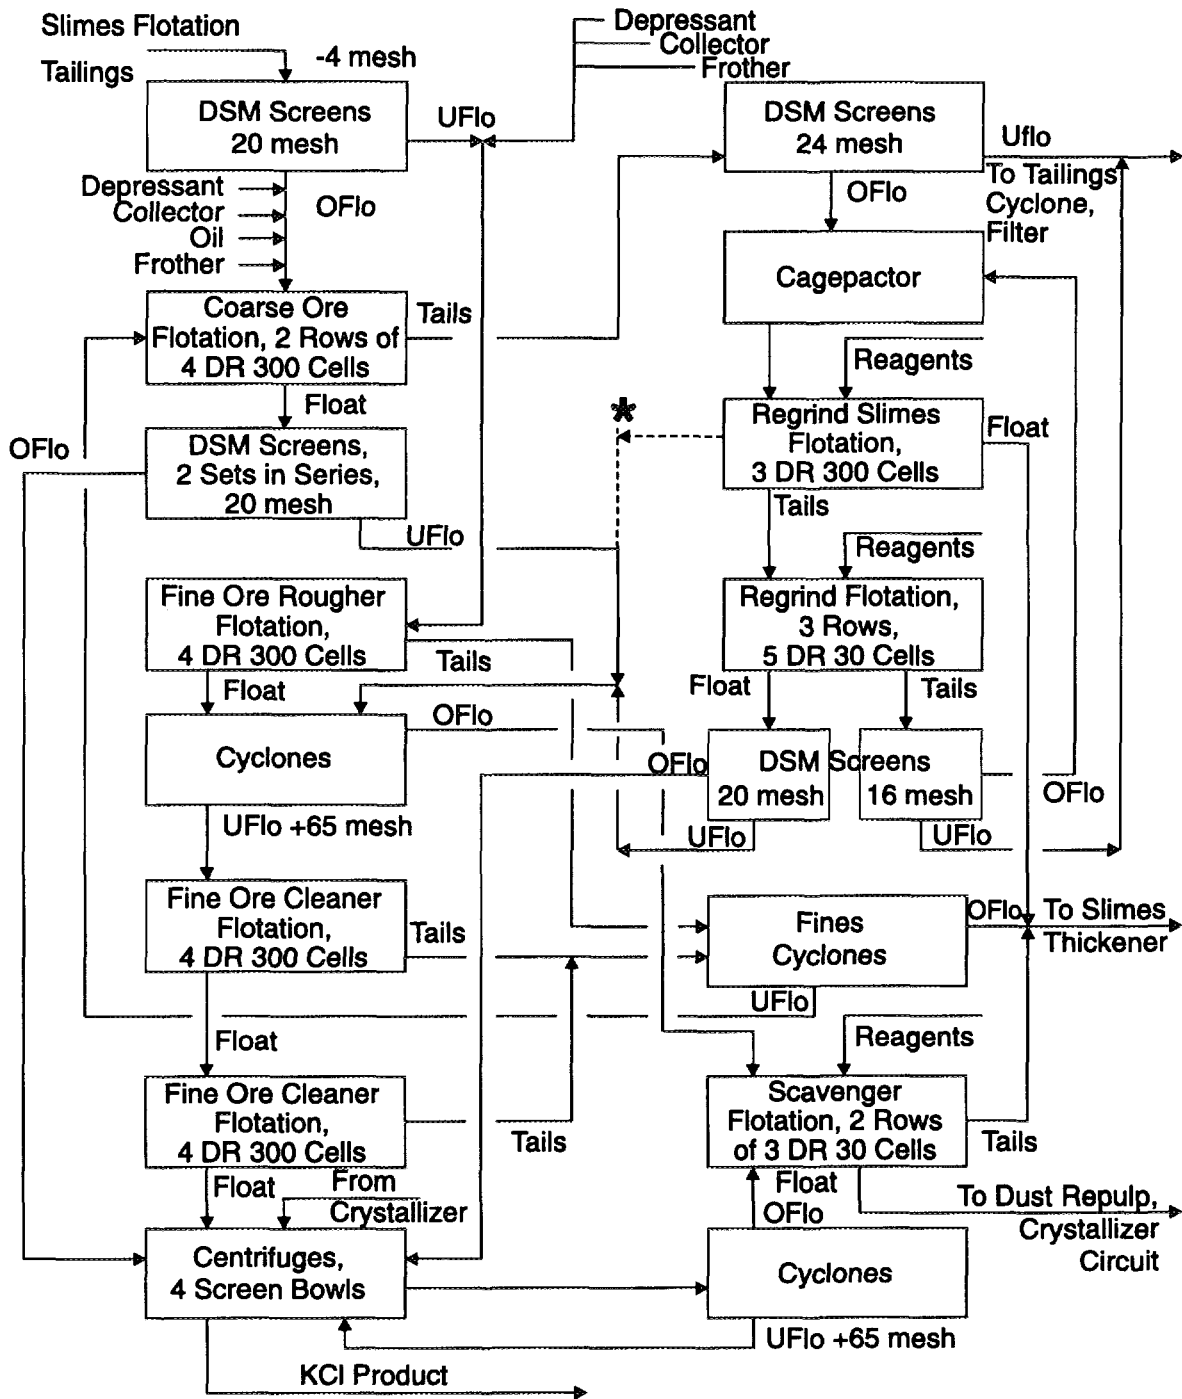 Slimes Flotation
Tailings
-4 mesh
Depressant
Collector
Frother
DSM Screens
20 mesh
UFlo
DSM Screens
24 mesh
Uflo
To Tailings
Cyclone,
Filter
Depressant
Collector
Oil
Frother
OFlo
OFlo
Cagepactor
Coarse Ore
Flotation, 2 Rows of
4 DR 300 Cells
Tails
Reagents
Float
*
Regrind Slimes
Flotation,
3 DR 300 Cells
Float
OFlo
DSM Screens,
2 Sets in Series,
20 mesh
Tails
UFlo
Reagents
Fine Ore Rougher
Flotation,
4 DR 300 Cells
Tails
Regrind Flotation,
3 Rows,
5 DR 30 Cells
Float
Float
Tails
OFlo
Cyclones
OFlo
DSM Screens
20 mesh
16 mesh
OFlo
UFlo +65 mesh
UFlo
UFlo
Fine Ore Cleaner
Flotation,
4 DR 300 Cells
Tails
Fines
Cyclones
OFlo
To Slimes
Thickener
UFlo
Float
Reagents
Fine Ore Cleaner
Flotation,
4 DR 300 Cells
Tails
Scavenger
Flotation, 2 Rows
of 3 DR 30 Cells
Tails
Float
From
Crystallizer
Float
OFlo
To Dust Repulp,
Crystallizer
Circuit
Centrifuges,
4 Screen Bowls
Cyclones
UFlo +65 mesh
KCl Product